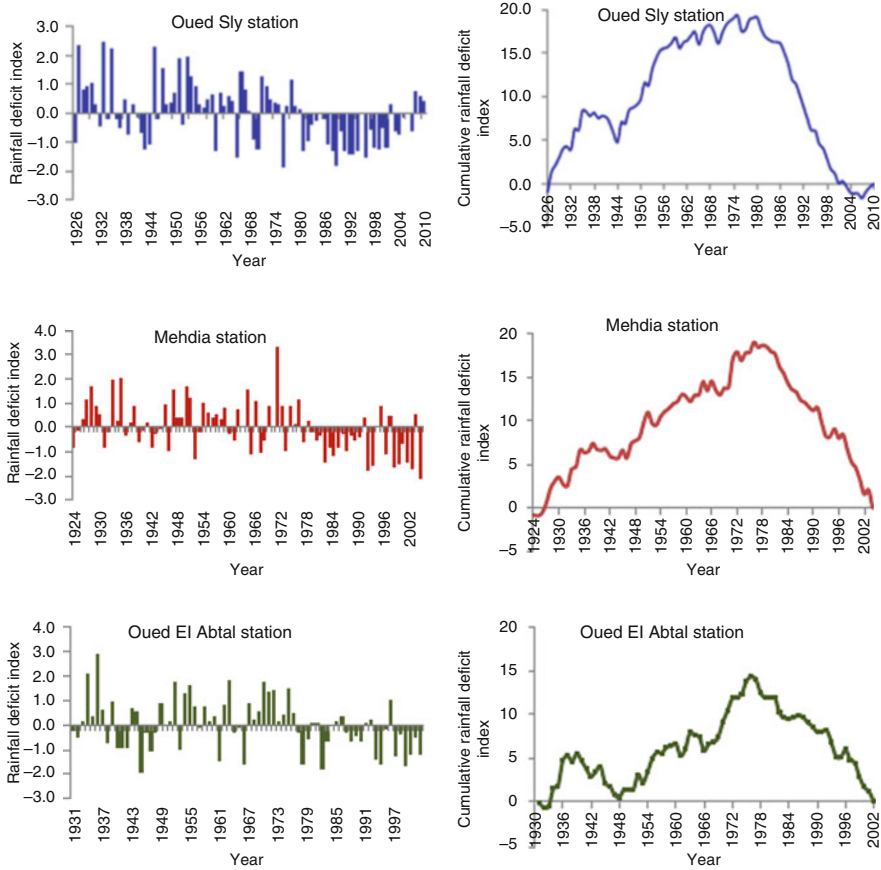 Oued Sly station
Rainfall deficit index
3.0
2.0
1.0
0.0
–1.0
–2.0
–3.0
1926 1932 1938 1944 1950 1956 1962 1968 1974 1980 1986 1992 1998 2004 2010
Year
Oued Sly station
Cumulative rainfall deficit
index
20.0
15.0
10.0
5.0
0.0
–5.0
1926 1932 1938 1944 1950 1956 1962 1968 1974 1980 1986 1992 1998 2004 2010
Year
Mehdia station
Rainfall deficit index
4.0
3.0
2.0
1.0
0.0
–1.0
–2.0
–3.0
1924 1930 1936 1942 1948 1954 1960 1966 1972 1978 1984 1990 1996 2002
Year
Mehdia station
Cumulative rainfall deficit
index
20
15
10
5
0
–5
1924 1930 1936 1942 1948 1954 1960 1966 1972 1978 1984 1990 1996 2002
Year
Oued EI Abtal station
Rainfall deficit index
4.0
3.0
2.0
1.0
0.0
–1.0
–2.0
–3.0
1931 1937 1943 1949 1955 1961 1967 1973 1979 1985 1991 1997
Year
Oued EI Abtal station
Cumulative rainfall deficit
index
20
15
10
5
0
–5
1930 1936 1942 1948 1954 1960 1966 1972 1978 1984 1990 1996 2002
Year